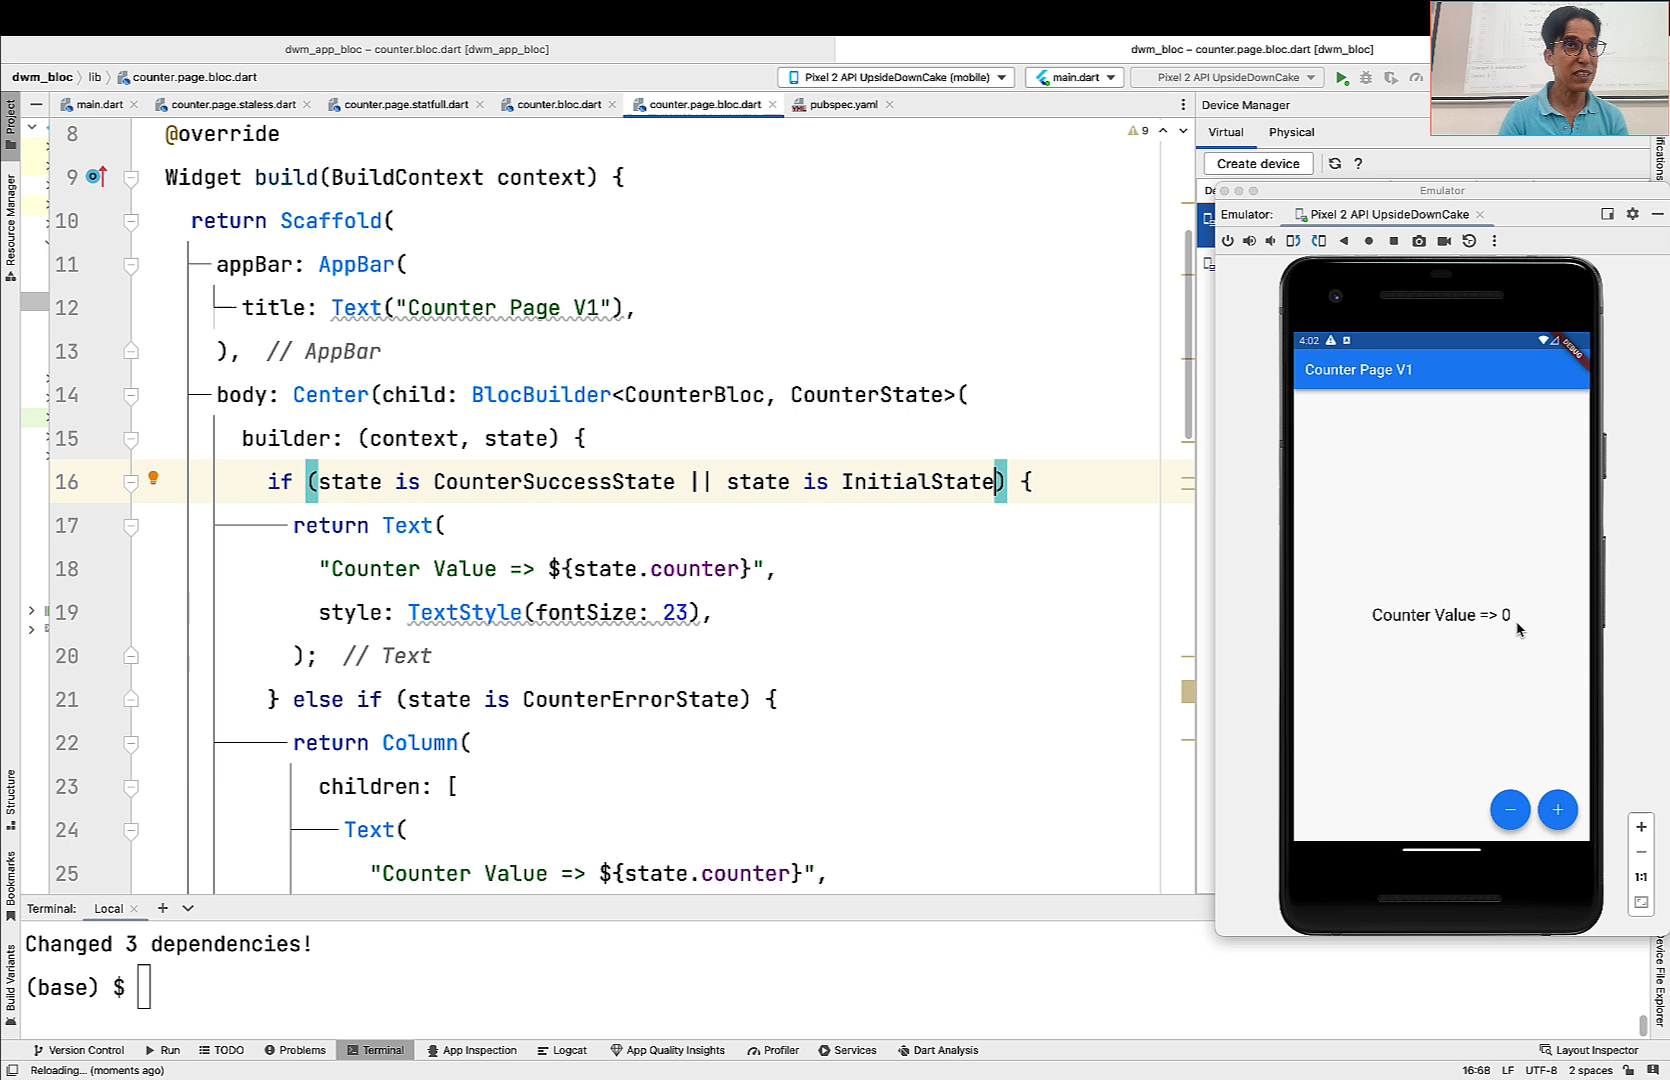 dwm_app_bloc – counter.bloc.dart [dwm_app_bloc]
dwm_bloc – counter.page.bloc.dart [dwm_bloc]
dwm_bloc lib counter.page.bloc.dart
Pixel 2 API UpsideDownCake (mobile) main.dart Pixel 2 API UpsideDownCake
main.dart counter.page.staless.dart counter.page.statfull.dart counter.bloc.dart counter.page.bloc.dart pubspec.yaml
Project
Resource Manager
Structure
Bookmarks
Build Variants
8 @override
9 Widget build(BuildContext context) {
10 return Scaffold(
11 appBar: AppBar(
12 title: Text("Counter Page V1"),
13 ), // AppBar
14 body: Center(child: BlocBuilder<CounterBloc, CounterState>(
15 builder: (context, state) {
16 if (state is CounterSuccessState || state is InitialState) {
17 return Text(
18 "Counter Value => ${state.counter}",
19 style: TextStyle(fontSize: 23),
20 ); // Text
21 } else if (state is CounterErrorState) {
22 return Column(
23 children: [
24 Text(
25 "Counter Value => ${state.counter}",
9
Device Manager
Virtual Physical
Create device ?
De
Emulator
Emulator: Pixel 2 API UpsideDownCake
4:02
DEBUG
Counter Page V1
Counter Value => 0
− +
+
−
1:1
ifications
Device File Explorer
Terminal: Local
Changed 3 dependencies!
(base) $
Version Control Run TODO Problems Terminal App Inspection Logcat App Quality Insights Profiler Services Dart Analysis Layout Inspector
Reloading... (moments ago) 16:68 LF UTF-8 2 spaces